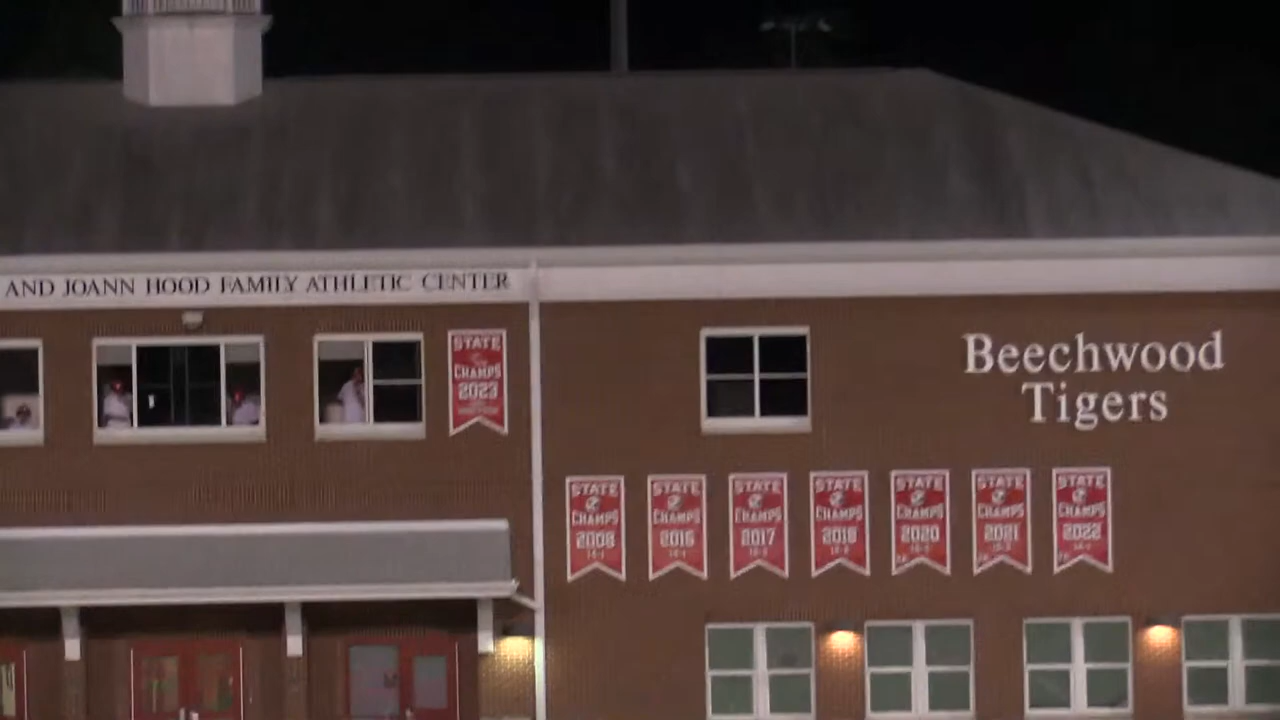 AND JOANN HOOD FAMILY ATHLETIC CENTER
STATE
CHAMPS
2023
Beechwood
Tigers
STATE
CHAMPS
2008
STATE
CHAMPS
2016
STATE
CHAMPS
2017
STATE
CHAMPS
2018
STATE
CHAMPS
2020
STATE
CHAMPS
2021
STATE
CHAMPS
2022